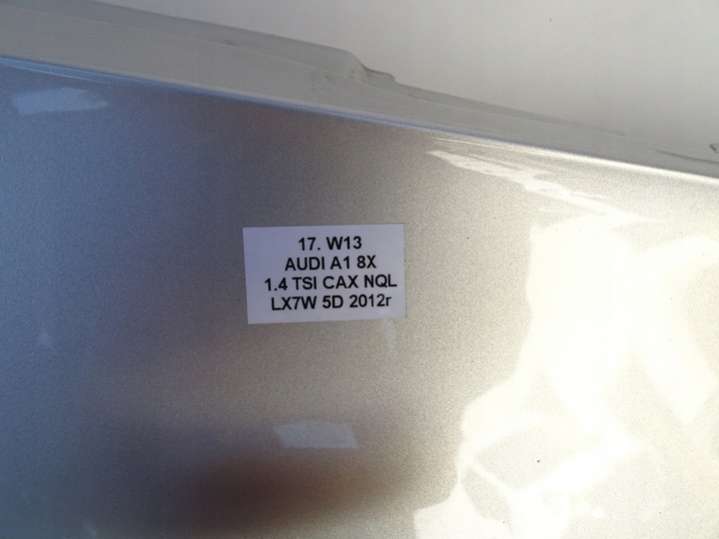 17. W13
AUDI A1 8X
1.4 TSI CAX NQL
LX7W 5D 2012r